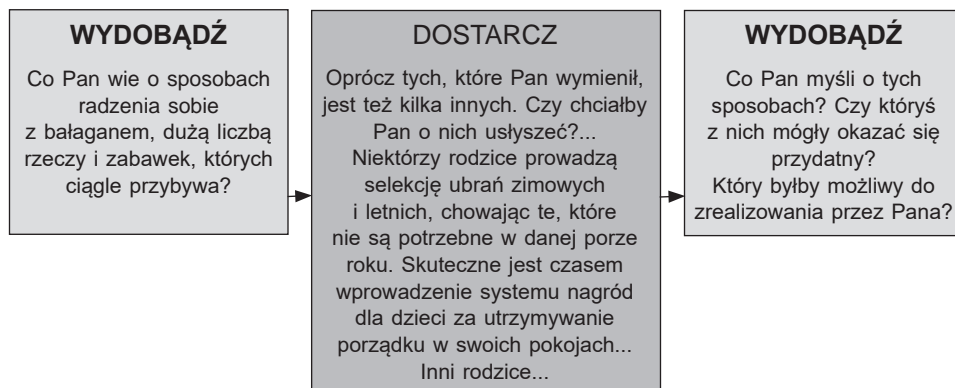 WYDOBĄDŹ
Co Pan wie o sposobach
radzenia sobie
z bałaganem, dużą liczbą
rzeczy i zabawek, których
ciągle przybywa?
DOSTARCZ
Oprócz tych, które Pan wymienił,
jest też kilka innych. Czy chciałby
Pan o nich usłyszeć?...
Niektórzy rodzice prowadzą
selekcję ubrań zimowych
i letnich, chowając te, które
nie są potrzebne w danej porze
roku. Skuteczne jest czasem
wprowadzenie systemu nagród
dla dzieci za utrzymywanie
porządku w swoich pokojach...
Inni rodzice...
WYDOBĄDŹ
Co Pan myśli o tych
sposobach? Czy któryś
z nich mógły okazać się
przydatny?
Który byłby możliwy do
zrealizowania przez Pana?